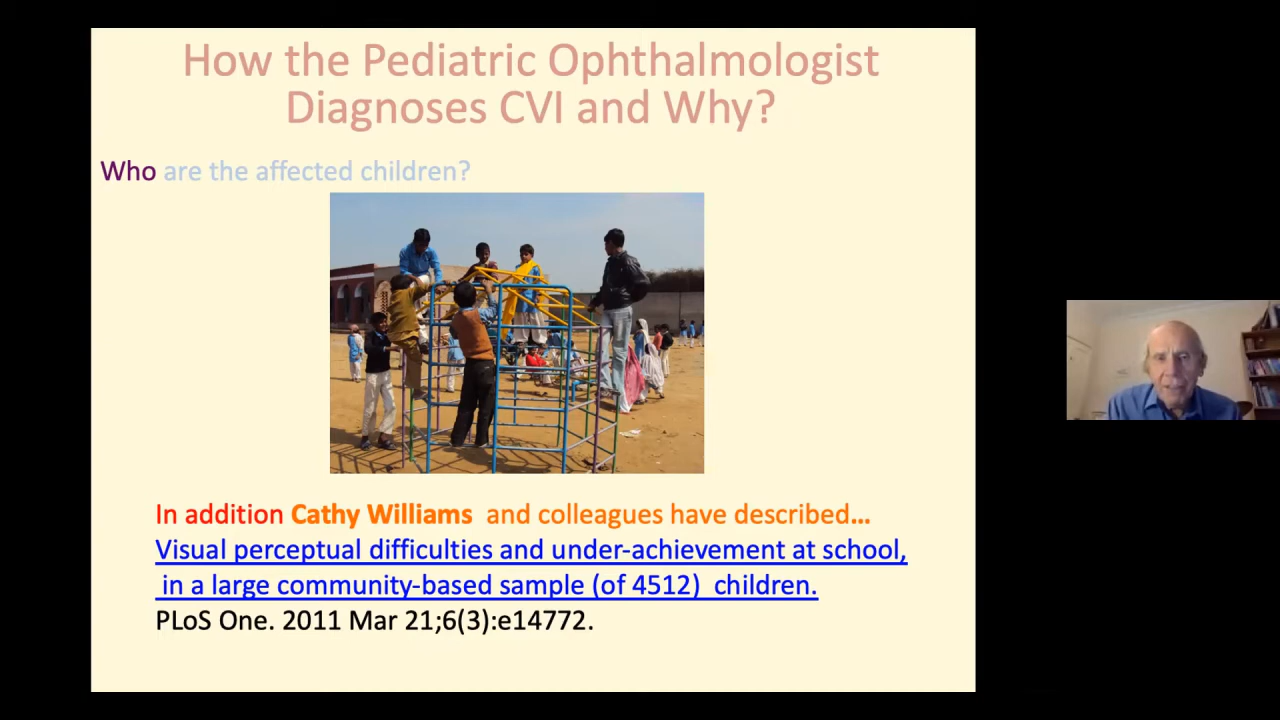 How the Pediatric Ophthalmologist
Diagnoses CVI and Why?
Who are the affected children?
In addition Cathy Williams and colleagues have described...
Visual perceptual difficulties and under-achievement at school,
in a large community-based sample (of 4512) children.
PLoS One. 2011 Mar 21;6(3):e14772.